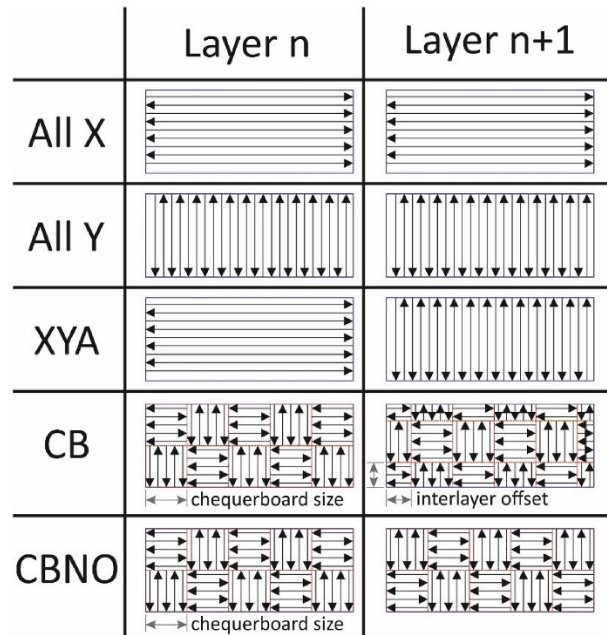 Layer n
Layer n+1
All X
All Y
XYA
CB
chequerboard size
interlayer offset
CBNO
chequerboard size